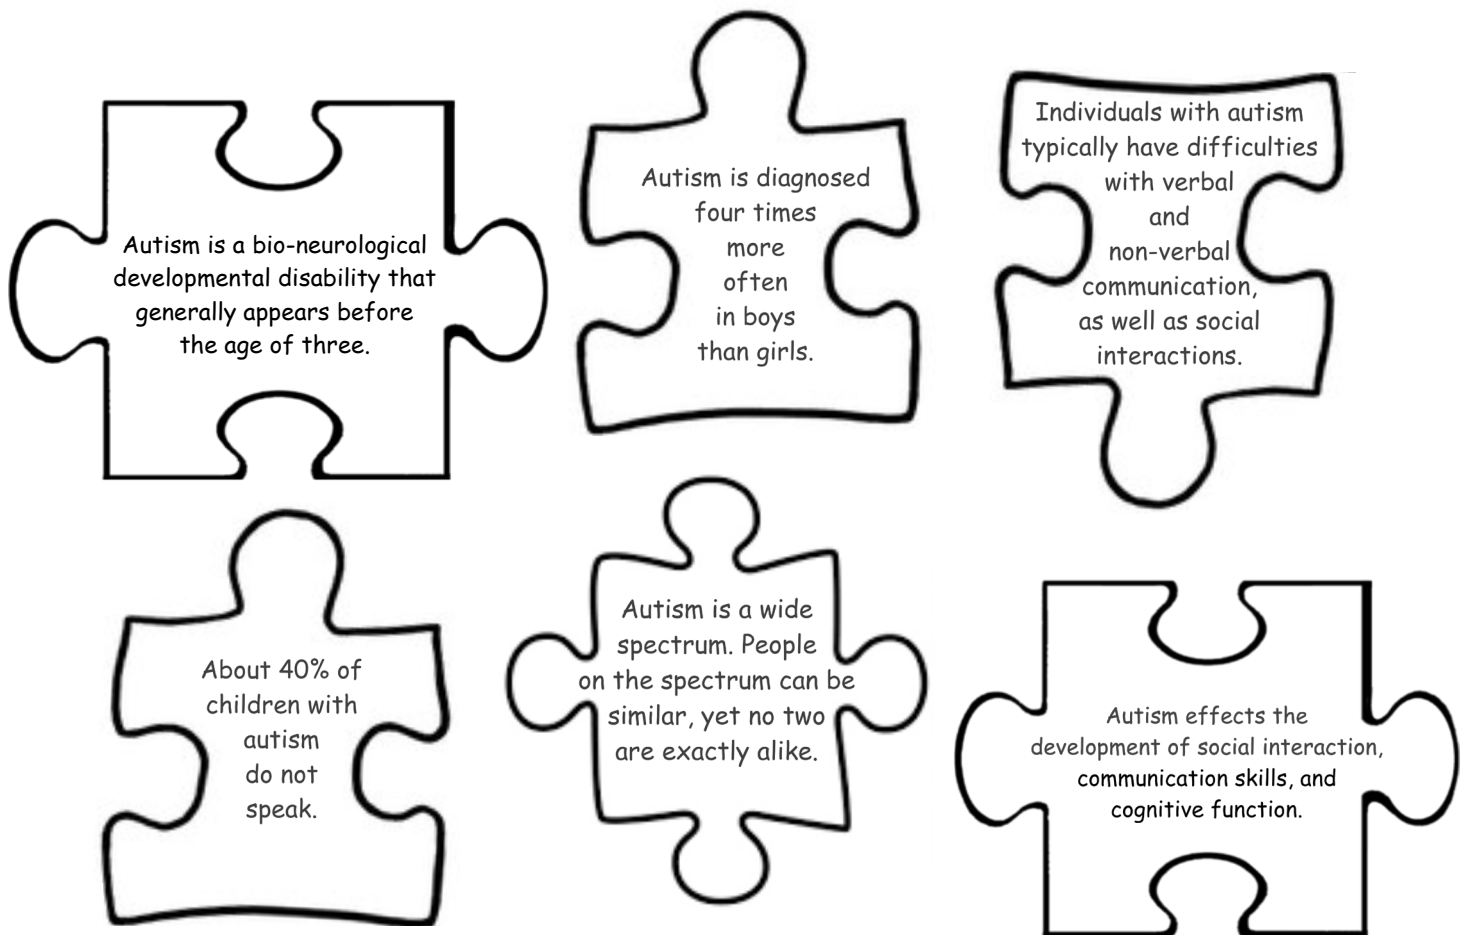 Autism is a bio-neurological
developmental disability that
generally appears before
the age of three.
Autism is diagnosed
four times
more
often
in boys
than girls.
Individuals with autism
typically have difficulties
with verbal
and
non-verbal
communication,
as well as social
interactions.
About 40% of
children with
autism
do not
speak.
Autism is a wide
spectrum. People
on the spectrum can be
similar, yet no two
are exactly alike.
Autism effects the
development of social interaction,
communication skills, and
cognitive function.